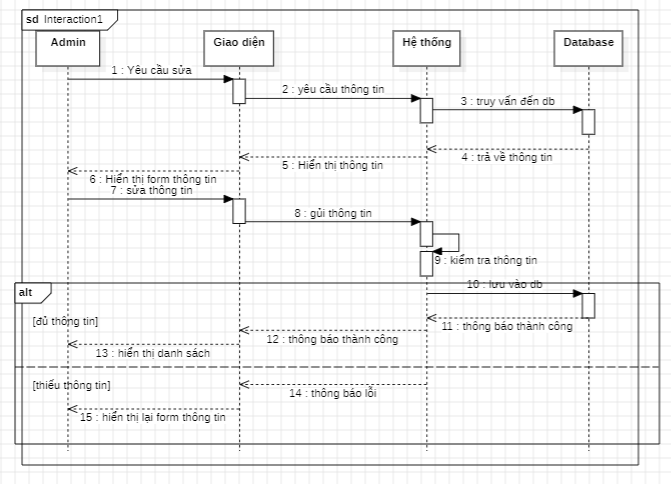 sd Interaction1
Admin
Giao diện
Hệ thống
Database
1 : Yêu cầu sửa
2 : yêu cầu thông tin
3 : truy vấn đến db
4 : trả về thông tin
5 : Hiển thị thông tin
6 : Hiển thị form thông tin
7 : sửa thông tin
8 : gủi thông tin
9 : kiểm tra thông tin
alt
10 : lưu vào db
[đủ thông tin]
11 : thông báo thành công
12 : thông báo thành công
13 : hiển thị danh sách
[thiếu thông tin]
14 : thông báo lỗi
15 : hiển thị lại form thông tin